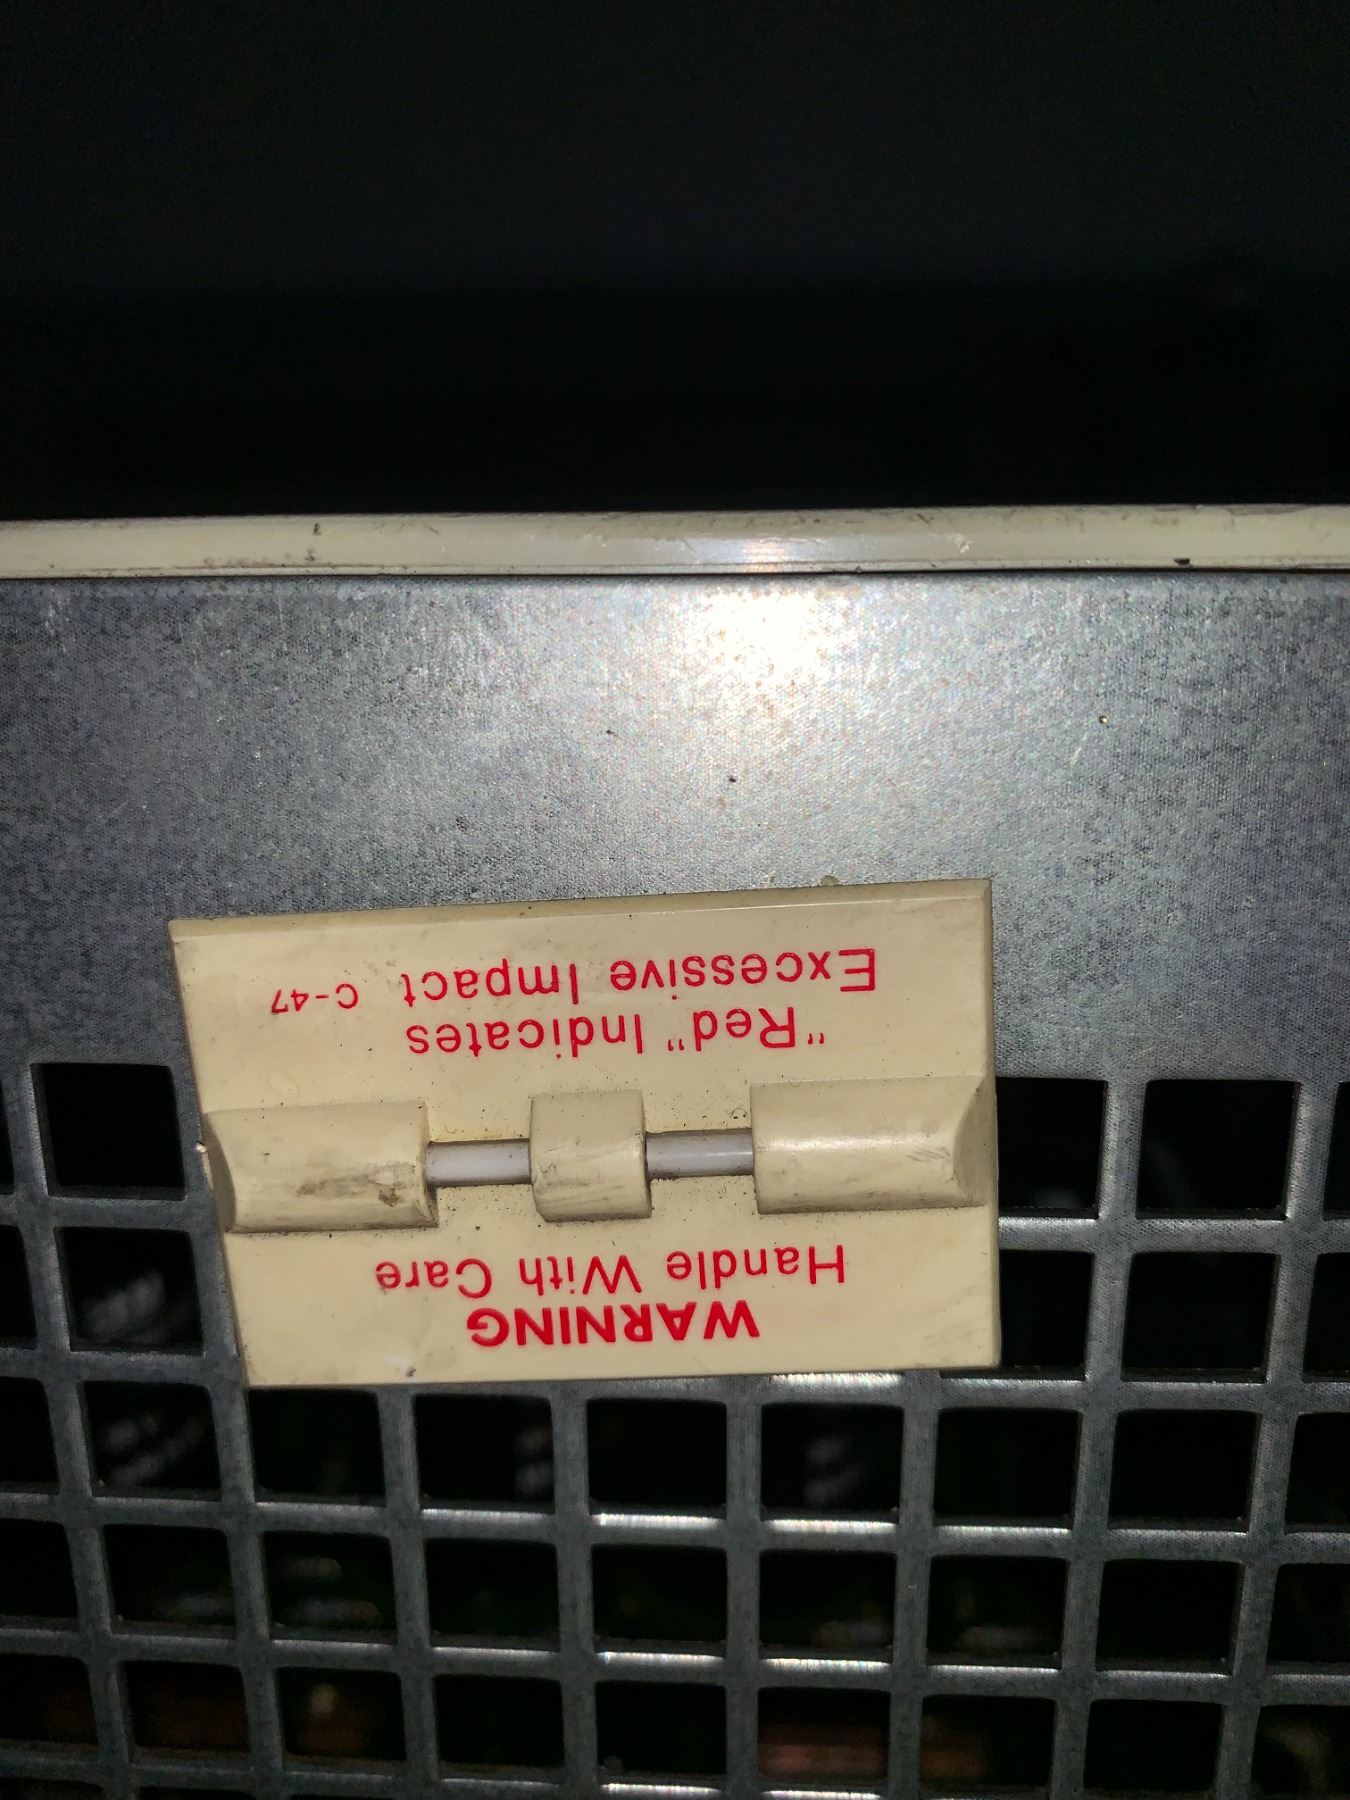 WARNING
Handle With Care
"Red" Indicates
Excessive Impact C-47